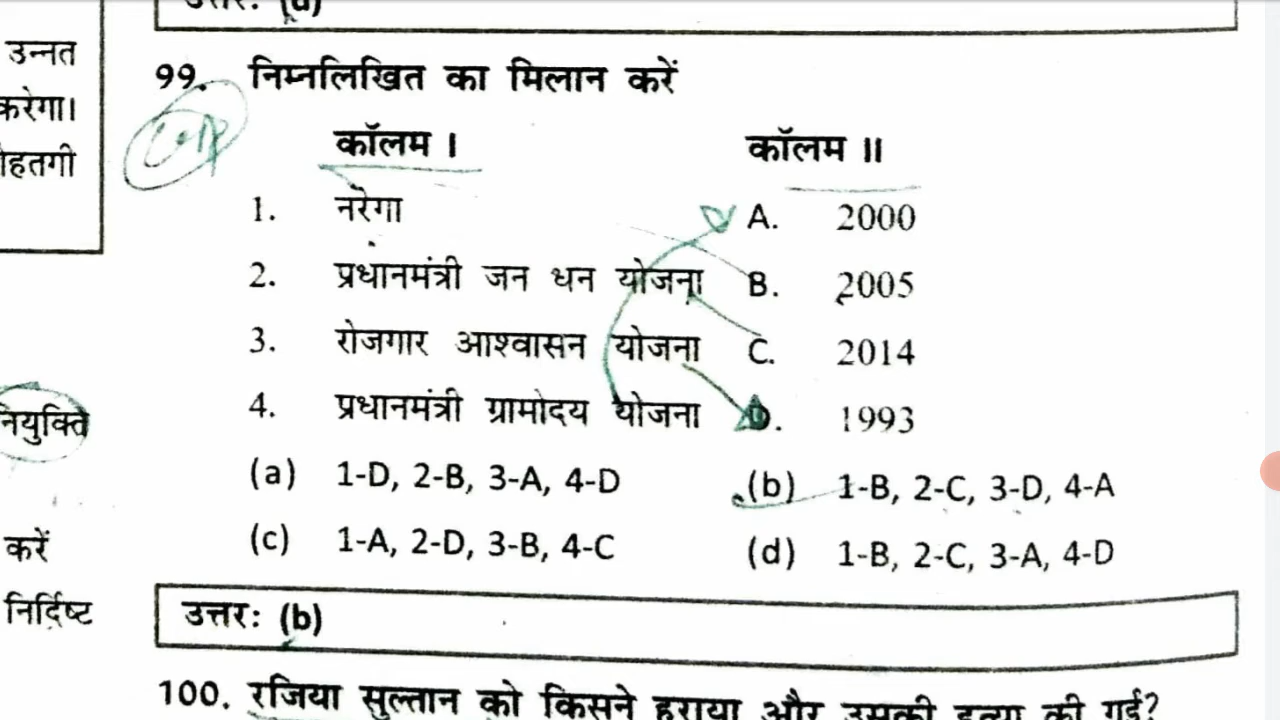 उत्तर: (d)
उन्नत
करेगा।
हतगी
नियुक्ति
करें
निर्दिष्ट
99. निम्नलिखित का मिलान करें
कॉलम I कॉलम II
1. नरेगा A. 2000
2. प्रधानमंत्री जन धन योजना B. 2005
3. रोजगार आश्वासन योजना C. 2014
4. प्रधानमंत्री ग्रामोदय योजना D. 1993
(a) 1-D, 2-B, 3-A, 4-D (b) 1-B, 2-C, 3-D, 4-A
(c) 1-A, 2-D, 3-B, 4-C (d) 1-B, 2-C, 3-A, 4-D
उत्तर: (b)
100. रजिया सुल्तान को किसने हराया और उसकी हत्या की गई?